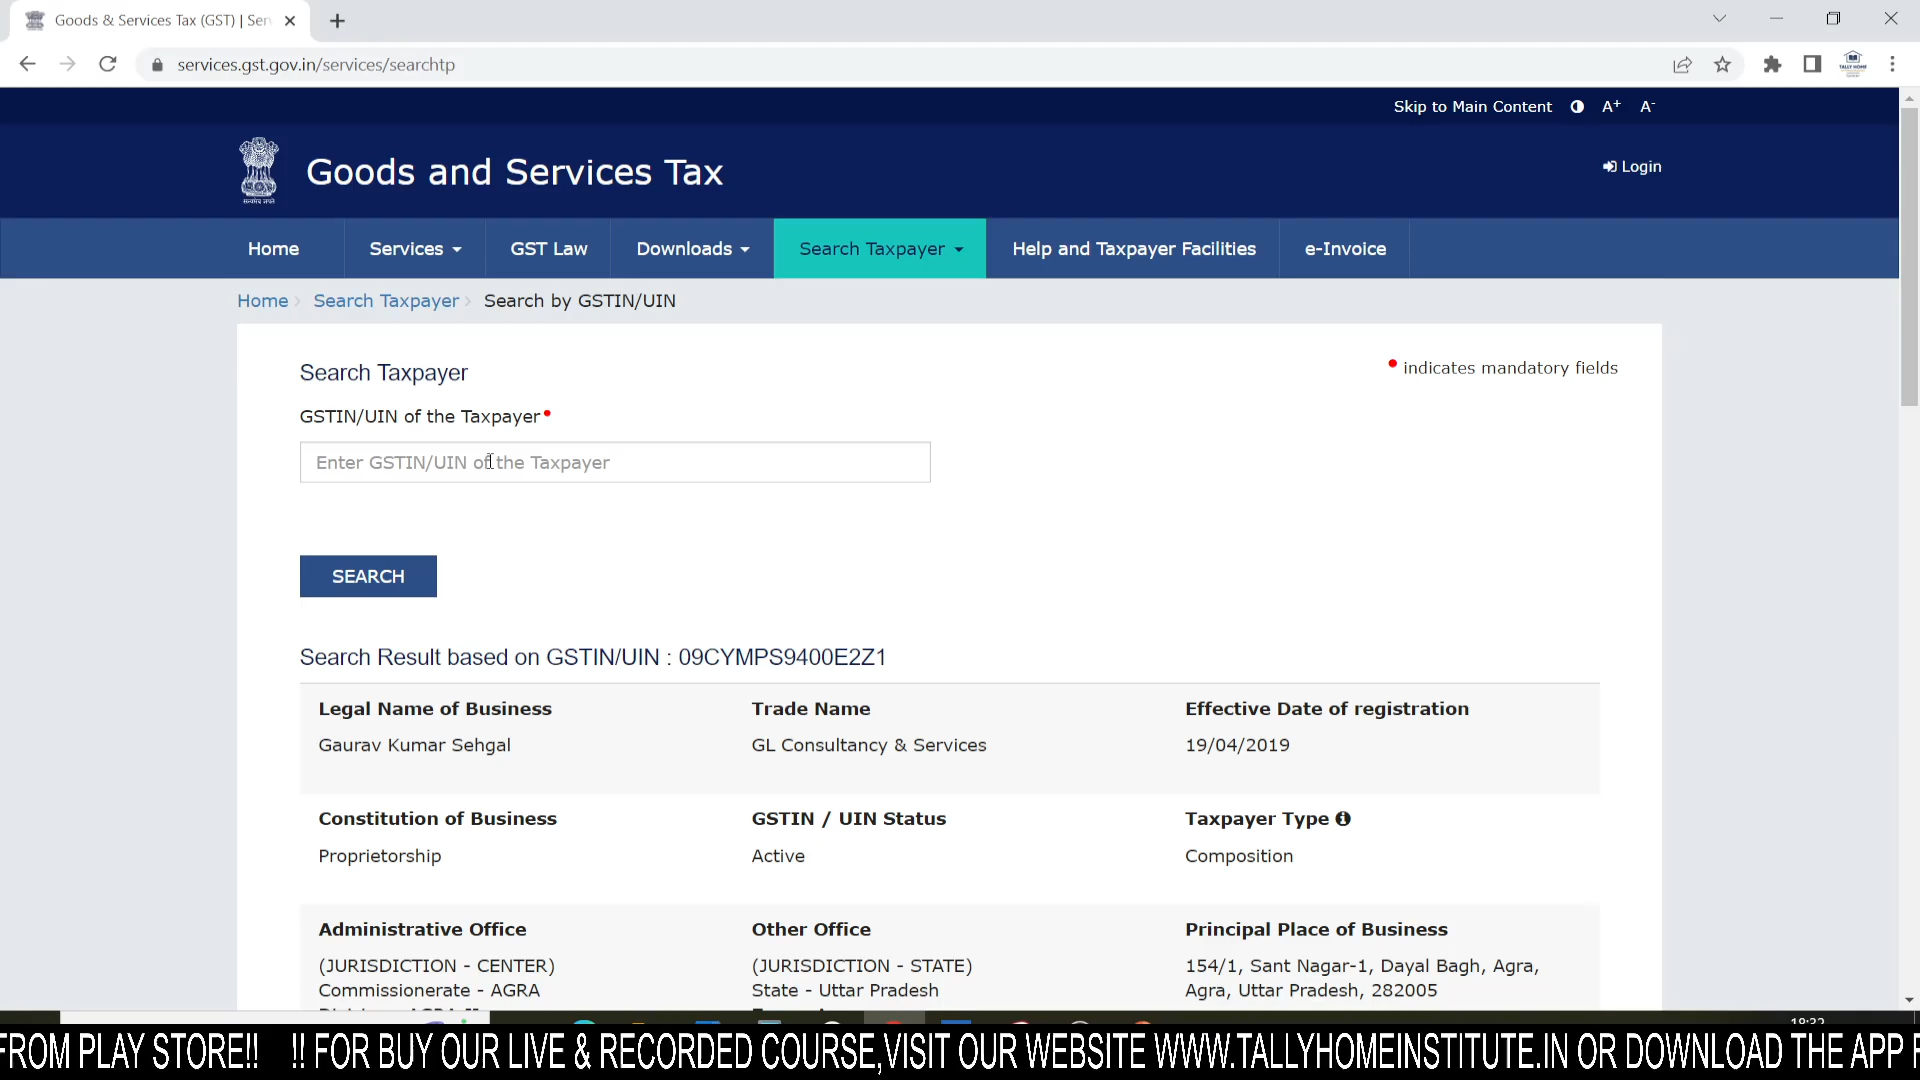 Goods & Services Tax (GST) | Ser
services.gst.gov.in/services/searchtp
TALLY HOME
Skip to Main Content A+ A-
सत्यमेव जयते
Goods and Services Tax
Login
Home Services GST Law Downloads Search Taxpayer Help and Taxpayer Facilities e-Invoice
Home › Search Taxpayer › Search by GSTIN/UIN
Search Taxpayer
• indicates mandatory fields
GSTIN/UIN of the Taxpayer•
Enter GSTIN/UIN of the Taxpayer
SEARCH
Search Result based on GSTIN/UIN : 09CYMPS9400E2Z1
Legal Name of Business Trade Name Effective Date of registration
Gaurav Kumar Sehgal GL Consultancy & Services 19/04/2019
Constitution of Business GSTIN / UIN Status Taxpayer Type
Proprietorship Active Composition
Administrative Office Other Office Principal Place of Business
(JURISDICTION - CENTER) (JURISDICTION - STATE) 154/1, Sant Nagar-1, Dayal Bagh, Agra,
Commissionerate - AGRA State - Uttar Pradesh Agra, Uttar Pradesh, 282005
FROM PLAY STORE!! !! FOR BUY OUR LIVE & RECORDED COURSE,VISIT OUR WEBSITE WWW.TALLYHOMEINSTITUTE.IN OR DOWNLOAD THE APP F